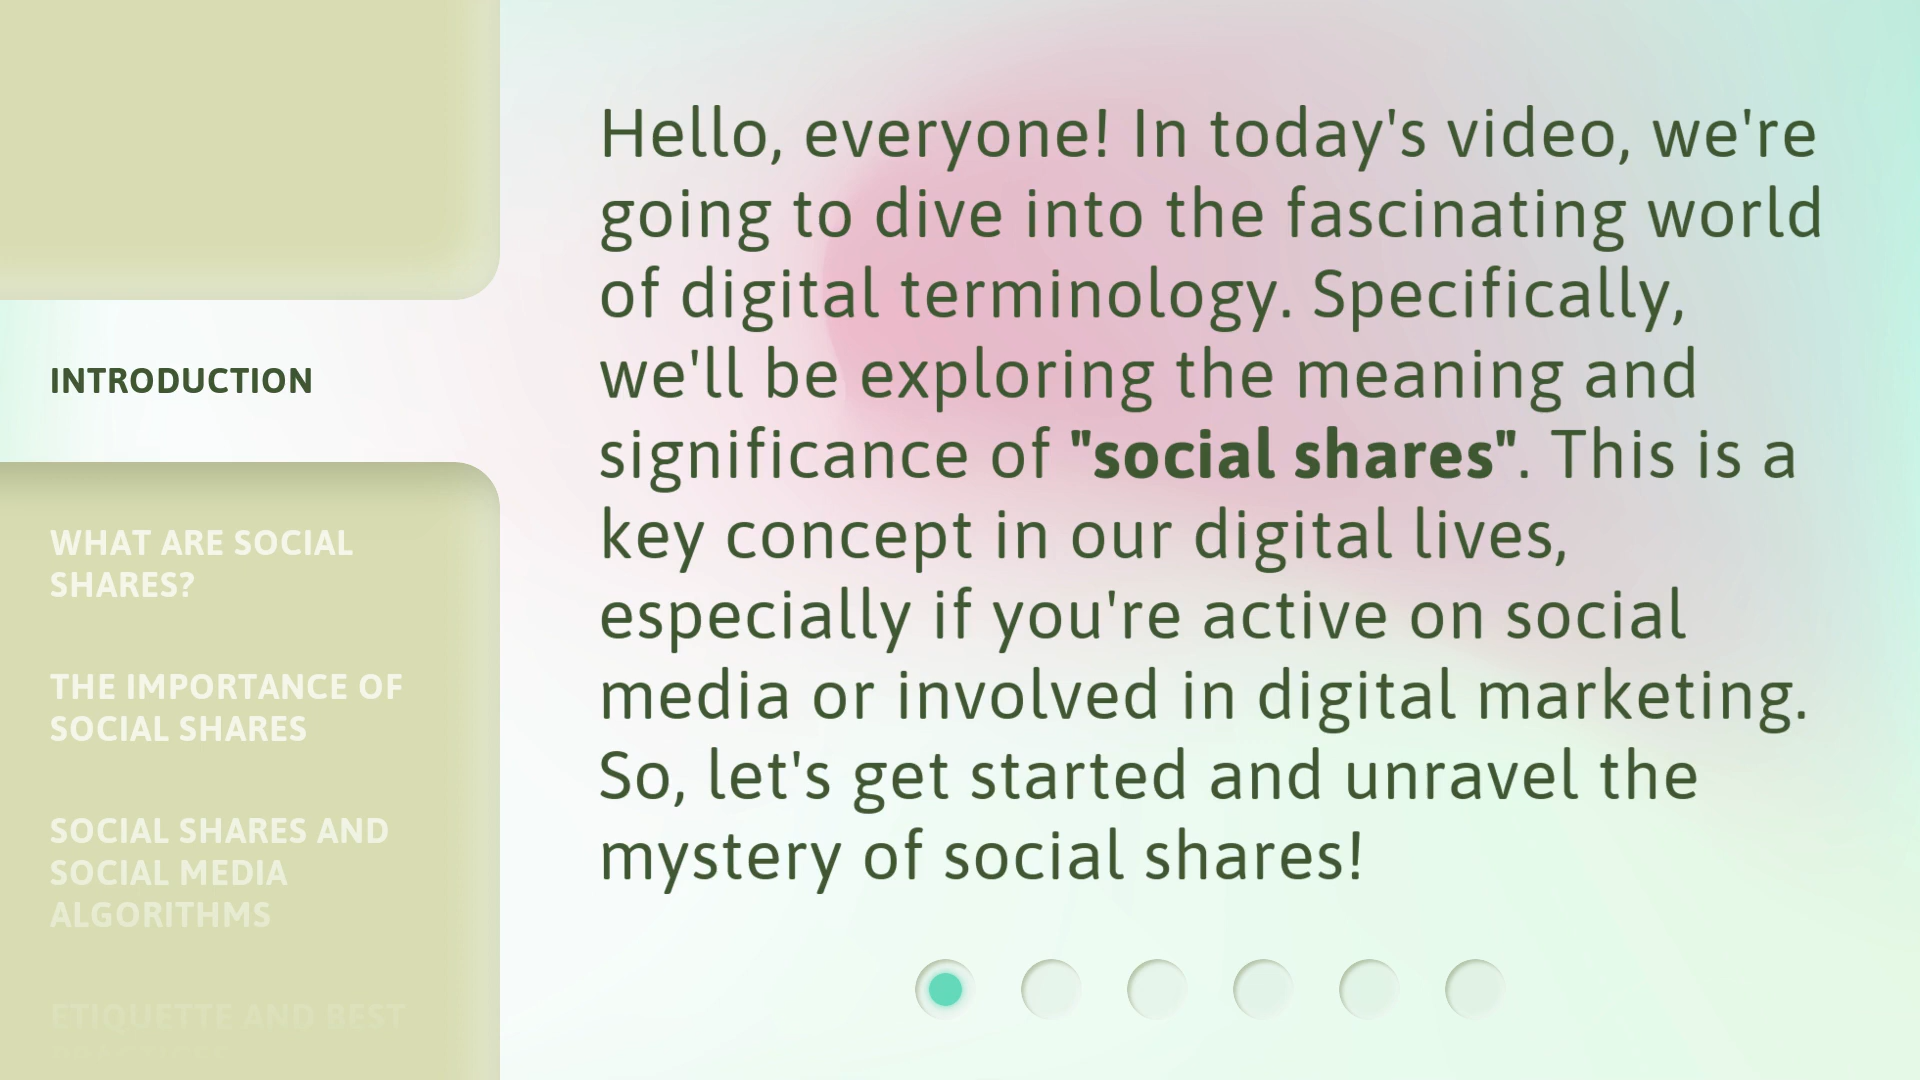 INTRODUCTION
WHAT ARE SOCIAL
SHARES?
THE IMPORTANCE OF
SOCIAL SHARES
SOCIAL SHARES AND
SOCIAL MEDIA
ALGORITHMS
ETIQUETTE AND BEST
PRACTICES
Hello, everyone! In today's video, we're
going to dive into the fascinating world
of digital terminology. Specifically,
we'll be exploring the meaning and
significance of "social shares". This is a
key concept in our digital lives,
especially if you're active on social
media or involved in digital marketing.
So, let's get started and unravel the
mystery of social shares!